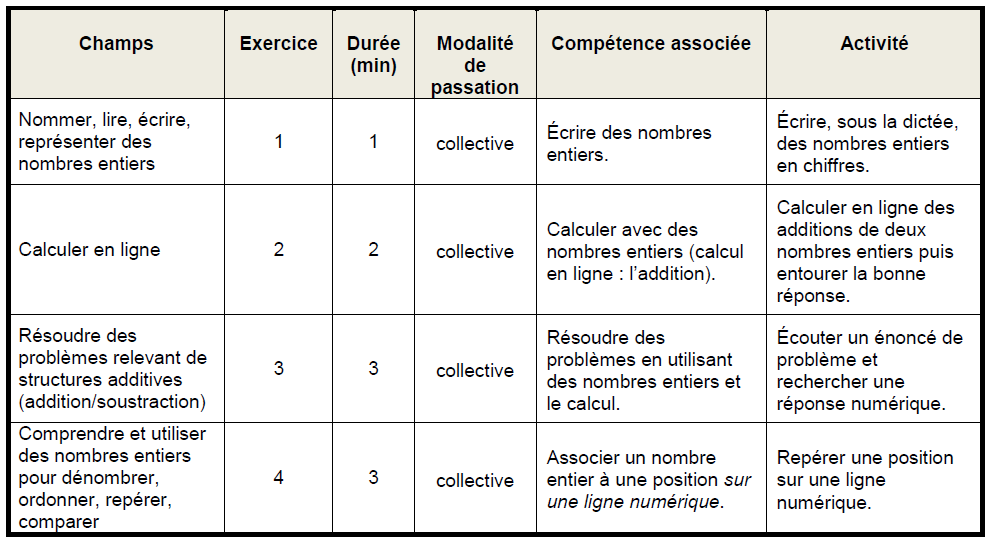 Champs
Exercice
Durée
(min)
Modalité
de
passation
Compétence associée
Activité
Nommer, lire, écrire,
représenter des
nombres entiers
1
1
collective
Écrire des nombres
entiers.
Écrire, sous la dictée,
des nombres entiers
en chiffres.
Calculer en ligne
2
2
collective
Calculer avec des
nombres entiers (calcul
en ligne : l’addition).
Calculer en ligne des
additions de deux
nombres entiers puis
entourer la bonne
réponse.
Résoudre des
problèmes relevant de
structures additives
(addition/soustraction)
3
3
collective
Résoudre des
problèmes en utilisant
des nombres entiers et
le calcul.
Écouter un énoncé de
problème et
rechercher une
réponse numérique.
Comprendre et utiliser
des nombres entiers
pour dénombrer,
ordonner, repérer,
comparer
4
3
collective
Associer un nombre
entier à une position sur
une ligne numérique.
Repérer une position
sur une ligne
numérique.